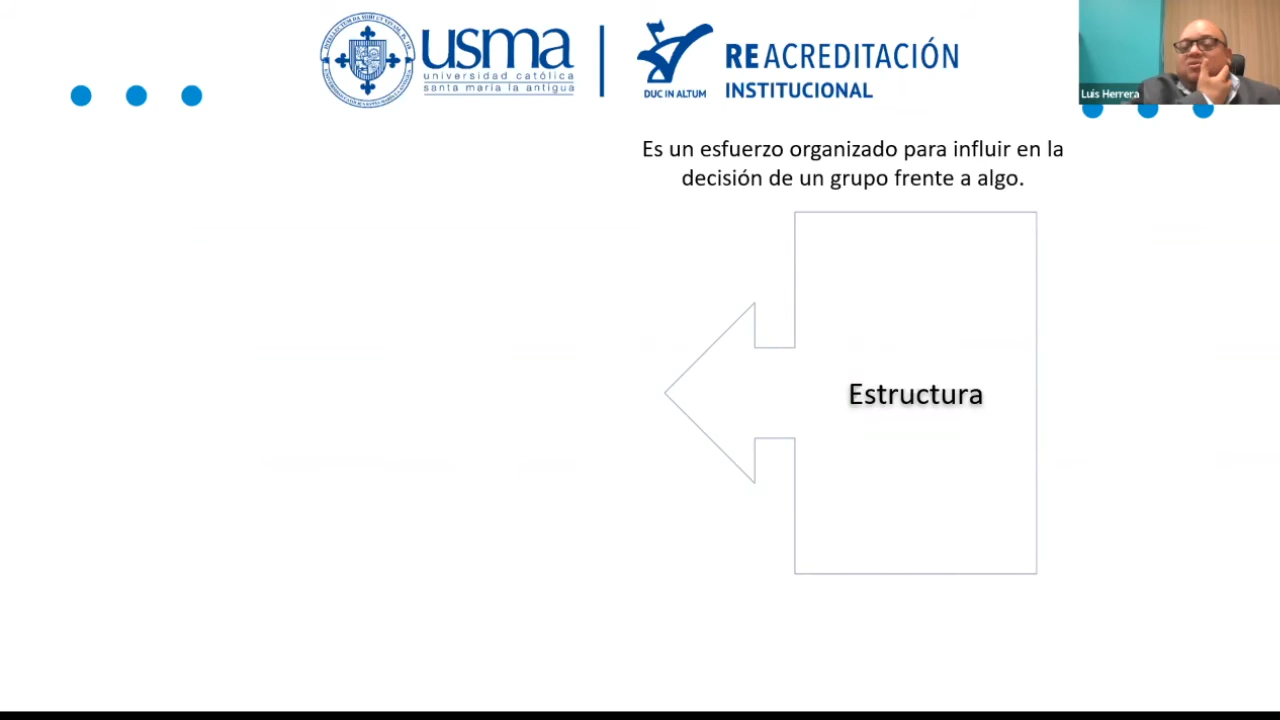 usma
universidad católica
santa maría la antigua
DUC IN ALTUM
REACREDITACIÓN
INSTITUCIONAL
Luis Herrera
Es un esfuerzo organizado para influir en la
decisión de un grupo frente a algo.
Estructura